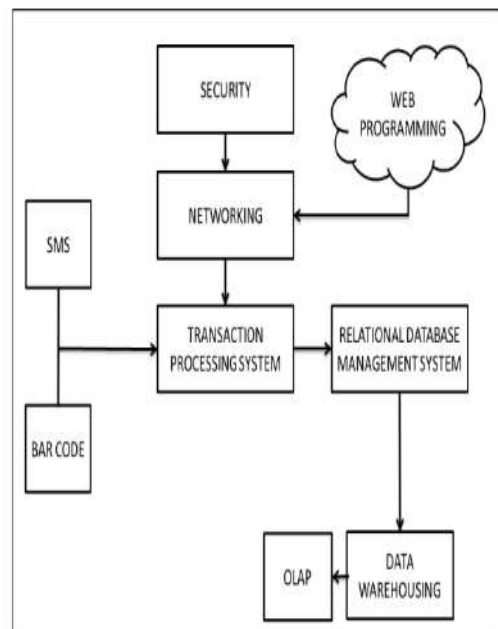 SECURITY
WEB
PROGRAMMING
NETWORKING
SMS
TRANSACTION
PROCESSING SYSTEM
RELATIONAL DATABASE
MANAGEMENT SYSTEM
BAR CODE
OLAP
DATA
WAREHOUSING